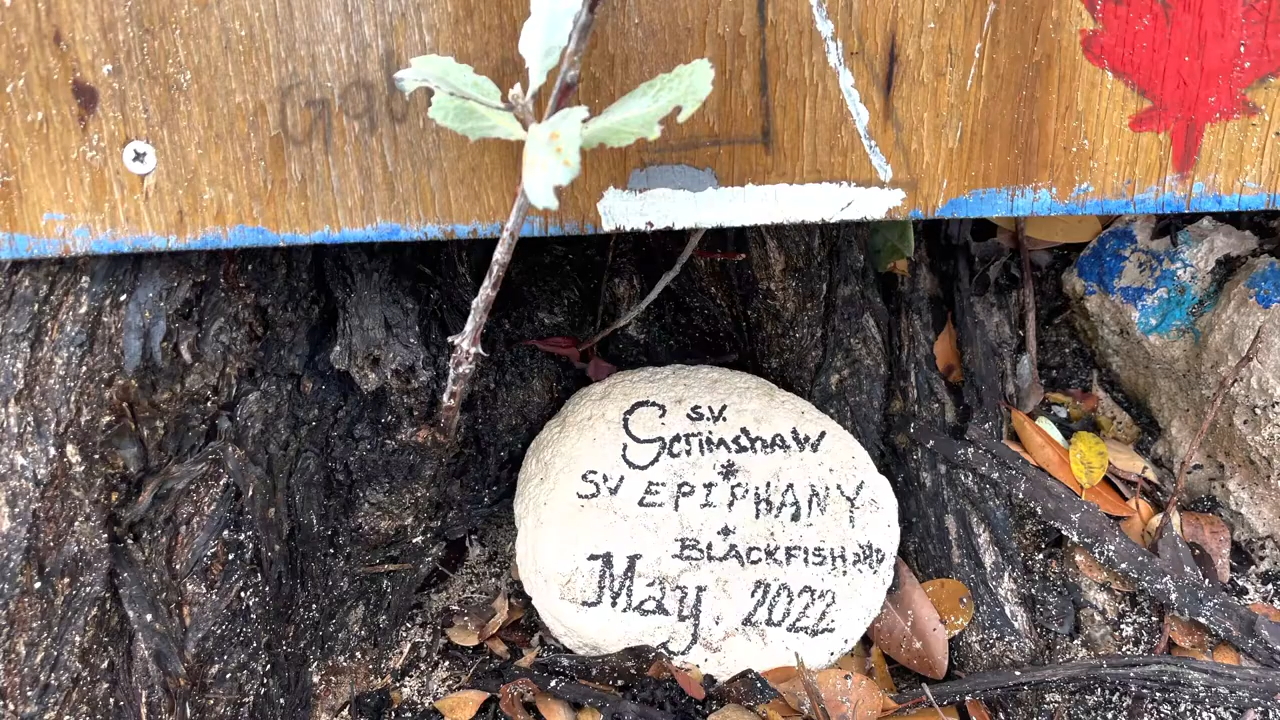 S.V.
Scrimshaw
*
SV EPIPHANY
*
BLACKFISH
May, 2022